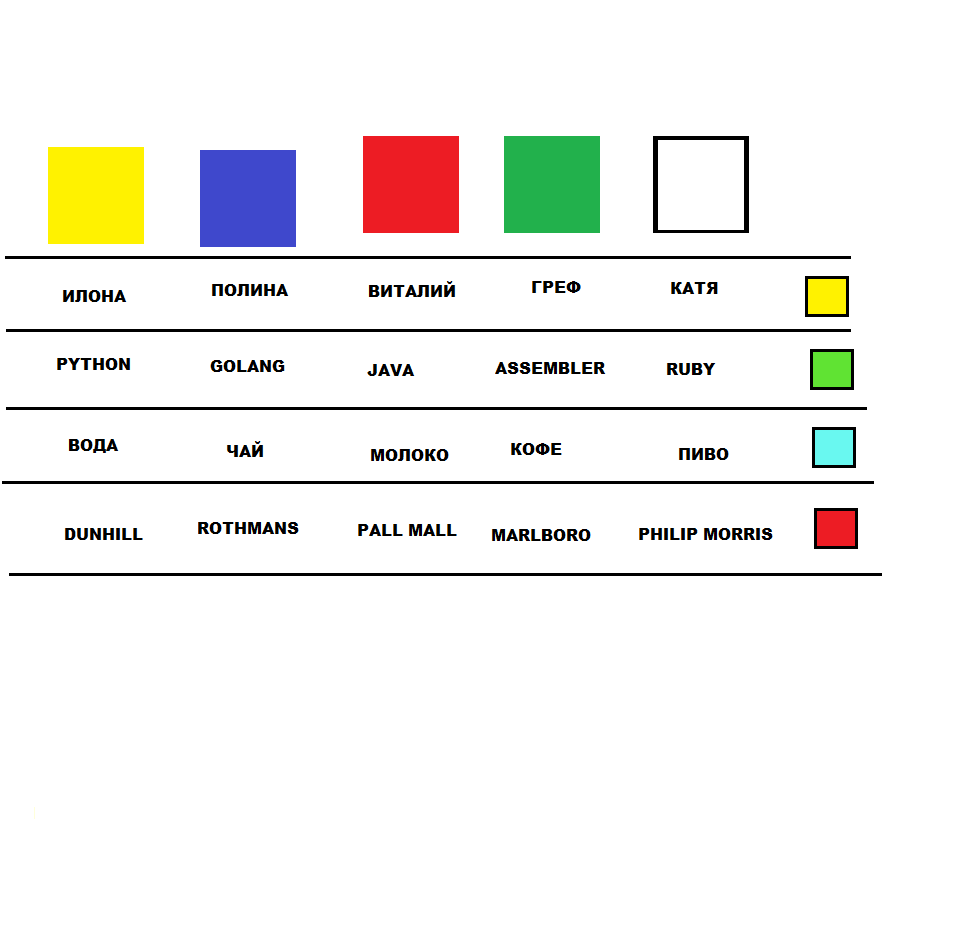 ИЛОНА ПОЛИНА ВИТАЛИЙ ГРЕФ КАТЯ
PYTHON GOLANG JAVA ASSEMBLER RUBY
ВОДА ЧАЙ МОЛОКО КОФЕ ПИВО
DUNHILL ROTHMANS PALL MALL MARLBORO PHILIP MORRIS